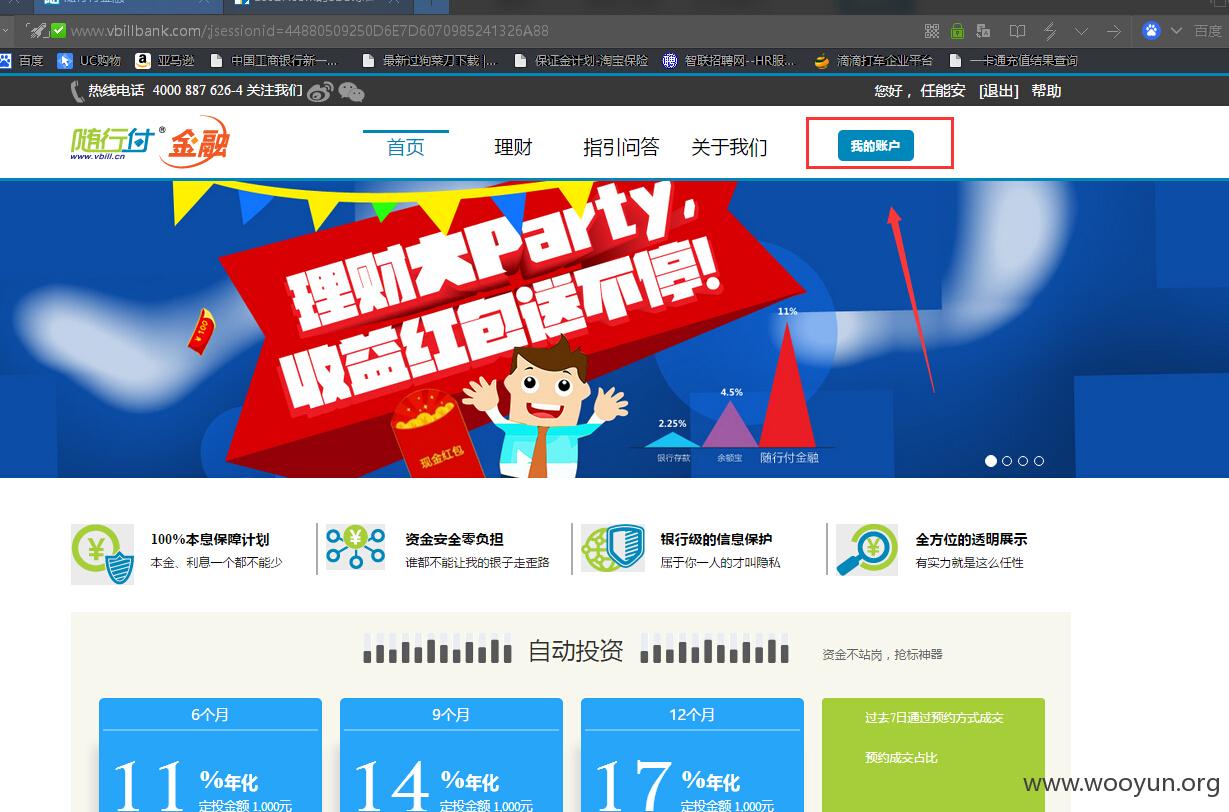 www.vbillbank.com/;jsessionid=44880509250D6E7D6070985241326A88
百度
百度 UC购物 亚马逊 中国工商银行新一... 最新过狗菜刀下载|... 保证金计划-淘宝保险 智联招聘网--HR服... 滴滴打车企业平台 一卡通充值结果查询
热线电话 4000 887 626-4 关注我们 您好， 任能安 [退出] 帮助
随行付®金融
www.vbill.cn
首页 理财 指引问答 关于我们 我的账户
理财大Party,
收益红包送不停!
¥100
现金红包
11%
4.5%
2.25%
银行存款 余额宝 随行付金融
100%本息保障计划 资金安全零负担 银行级的信息保护 全方位的透明展示
本金、利息一个都不能少 谁都不能让我的银子走歪路 属于你一人的才叫隐私 有实力就是这么任性
自动投资 资金不站岗，抢标神器
6个月 9个月 12个月 过去7日通过预约方式成交
预约成交占比
11%年化 14%年化 17%年化
定投金额 1,000元 定投金额 1,000元 定投金额 1,000元
www.wooyun.org